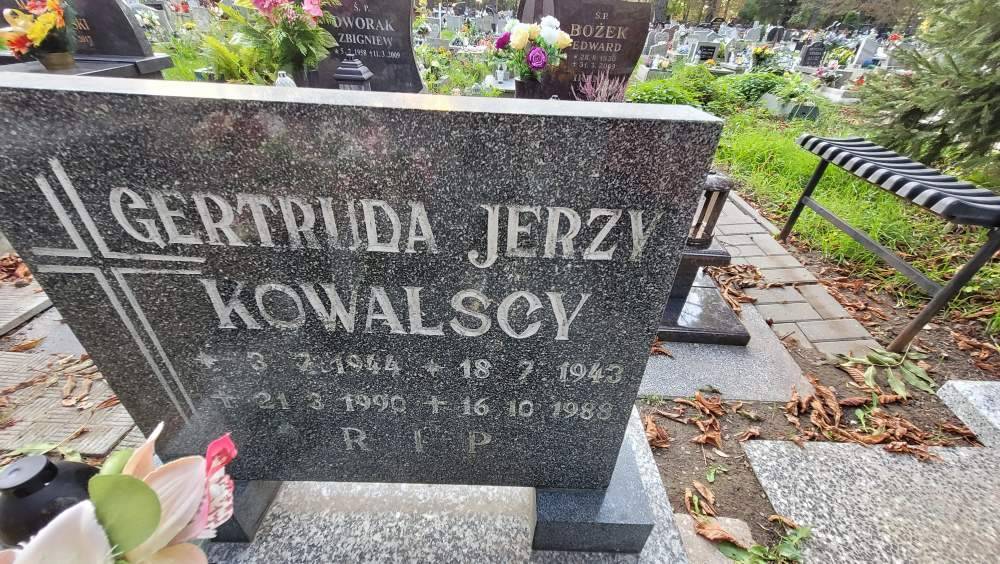 Ś.P.
DWORAK
ZBIGNIEW
Ś.P.
BOŻEK
EDWARD
GERTRUDA JERZY
KOWALSCY
* 3 2 1944 + 18 7 1943
+ 21 3 1990 + 16 10 1988
R I P